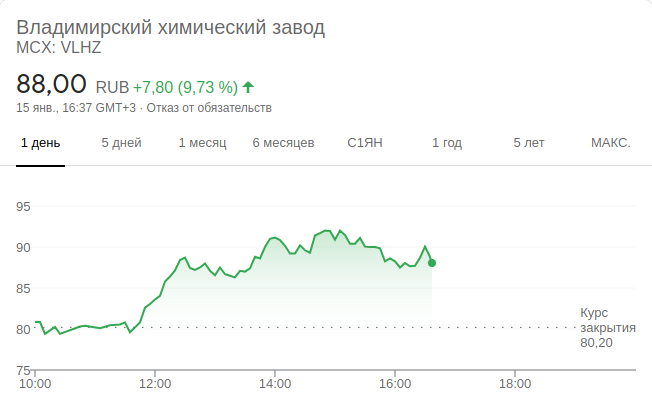 Владимирский химический завод
MCX: VLHZ
88,00 RUB +7,80 (9,73 %)
15 янв., 16:37 GMT+3 · Отказ от обязательств
1 день 5 дней 1 месяц 6 месяцев С1ЯН 1 год 5 лет МАКС.
95
90
85
80
75
Курс
закрытия
80,20
10:00 12:00 14:00 16:00 18:00